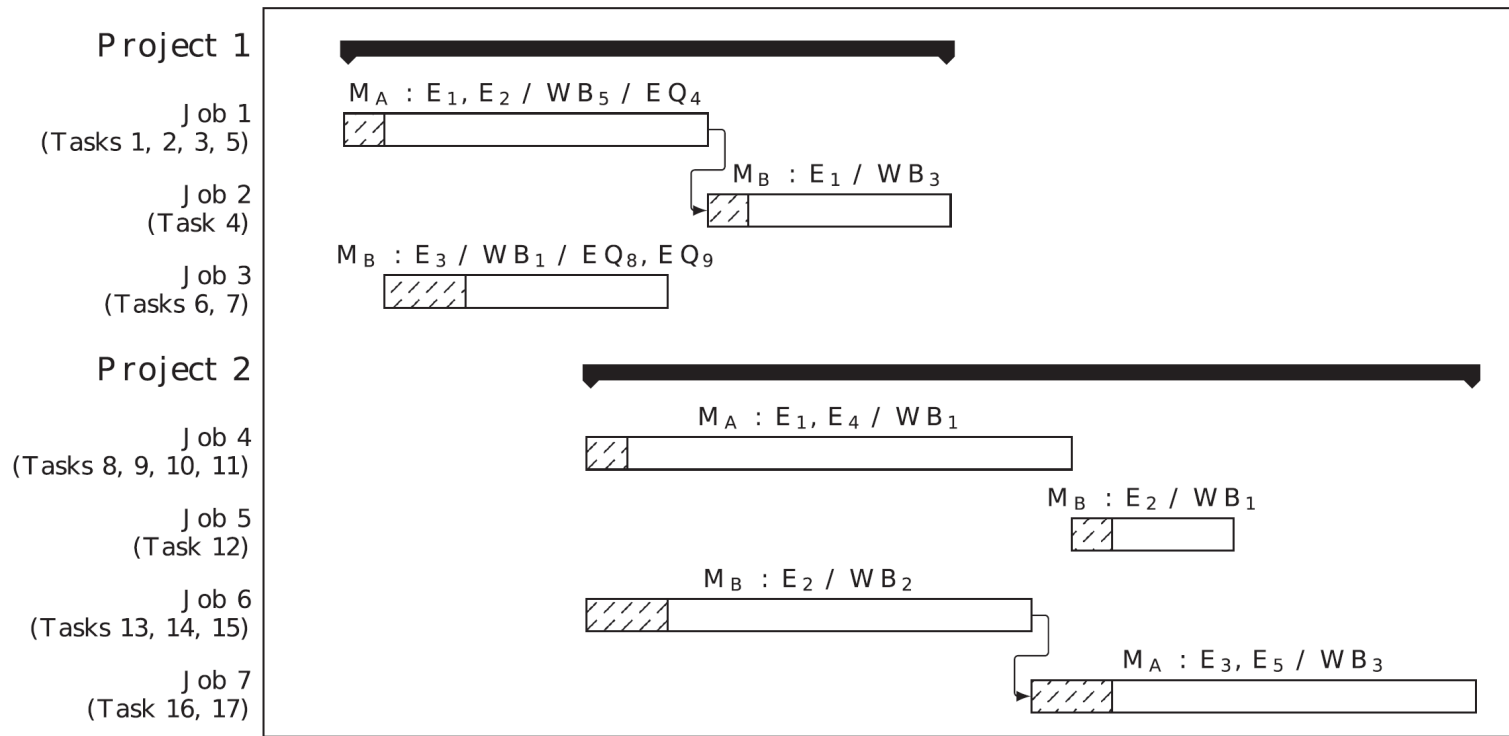 Project 1
M_A : E_1, E_2 / WB_5 / EQ_4
Job 1
(Tasks 1, 2, 3, 5)
M_B : E_1 / WB_3
Job 2
(Task 4)
M_B : E_3 / WB_1 / EQ_8, EQ_9
Job 3
(Tasks 6, 7)
Project 2
M_A : E_1, E_4 / WB_1
Job 4
(Tasks 8, 9, 10, 11)
M_B : E_2 / WB_1
Job 5
(Task 12)
M_B : E_2 / WB_2
Job 6
(Tasks 13, 14, 15)
M_A : E_3, E_5 / WB_3
Job 7
(Task 16, 17)